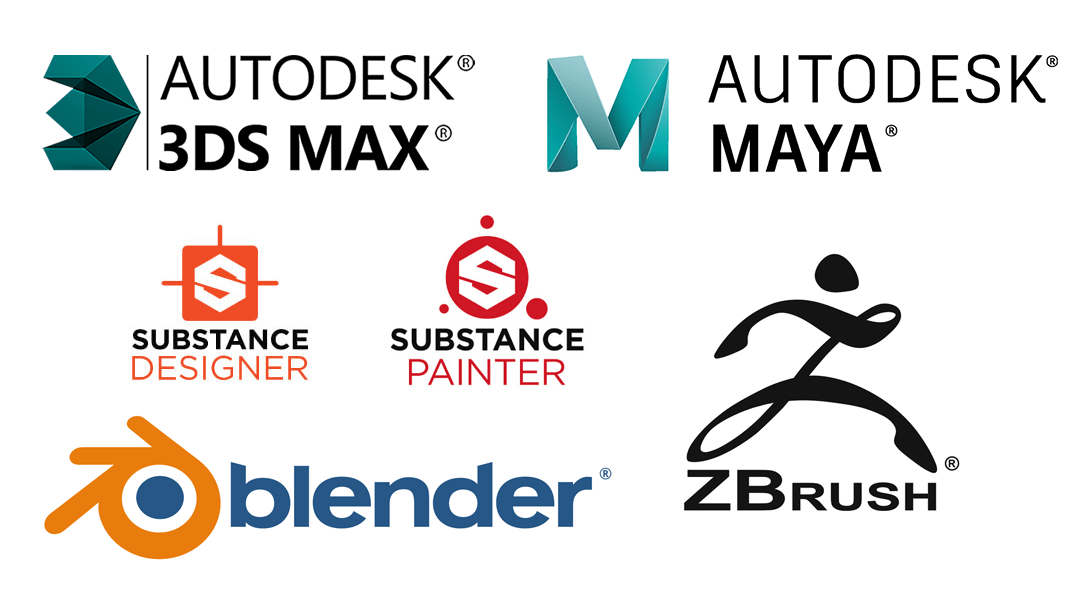 AUTODESK®
3DS MAX®
AUTODESK®
MAYA®
SUBSTANCE
DESIGNER
SUBSTANCE
PAINTER
blender®
ZBRUSH®